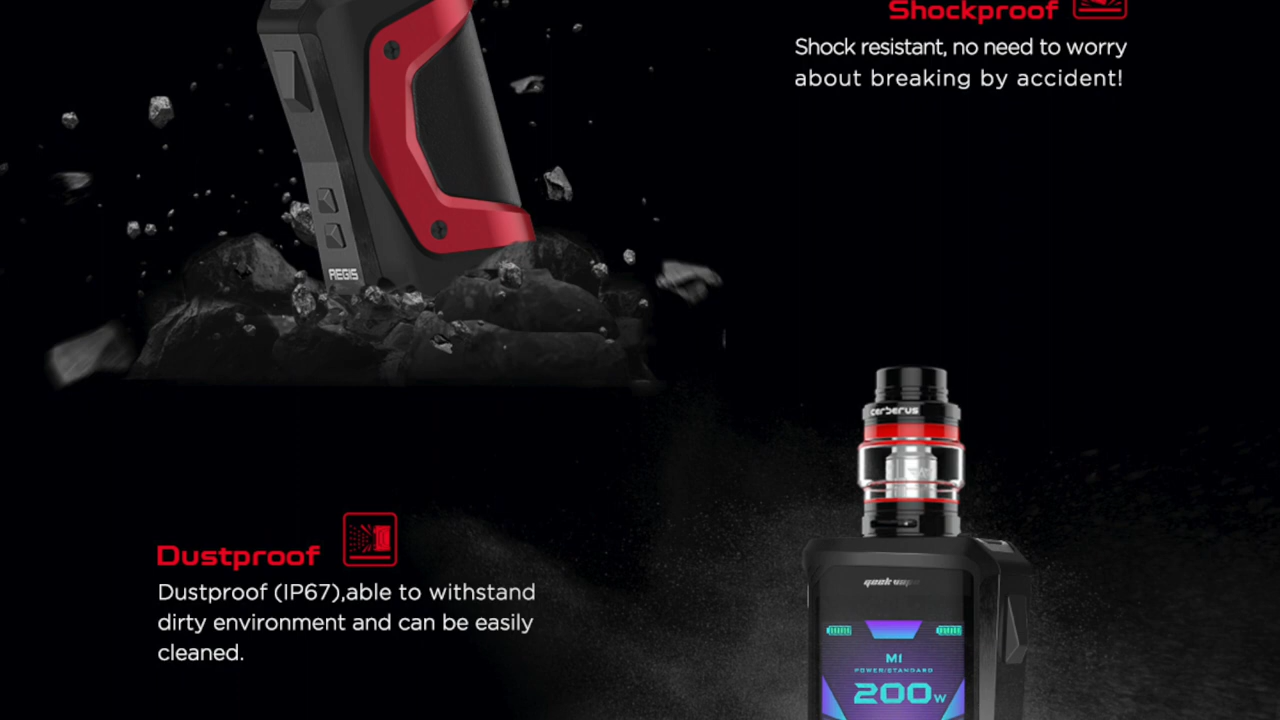 Shockproof
Shock resistant, no need to worry
about breaking by accident!
AEGIS
cerberus
Dustproof
Dustproof (IP67),able to withstand
dirty environment and can be easily
cleaned.
geekvape
M1
POWER/STANDARD
200W